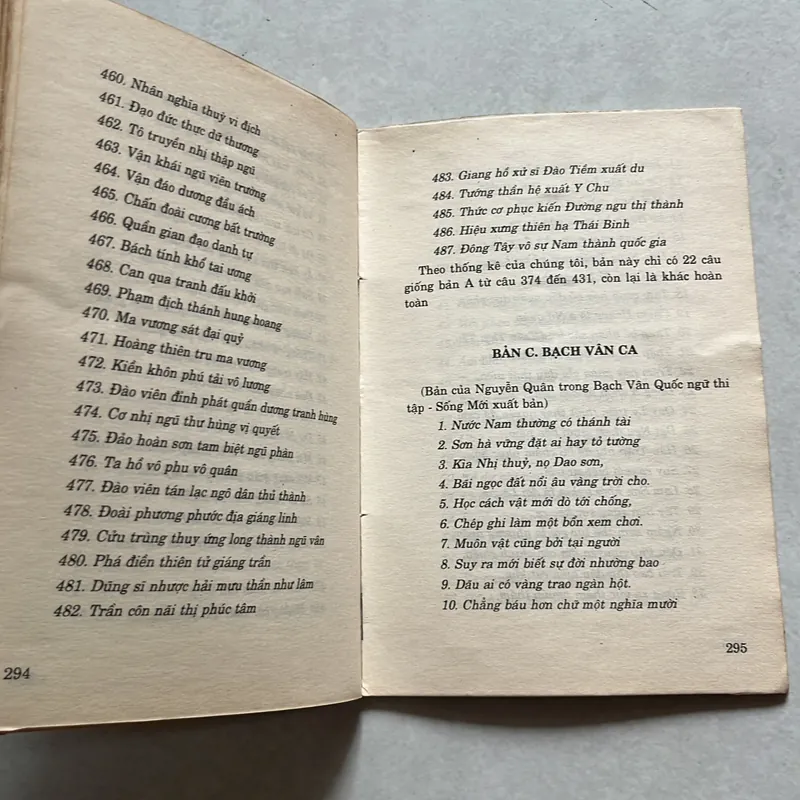 460. Nhân nghĩa thuỳ vi địch
461. Đạo đức thực dữ thương
462. Tô truyền nhị thập ngũ
463. Vận khải ngũ viên trường
464. Vận đáo dương đầu ách
465. Chấn đoài cương bất trường
466. Quần gian đạo danh tự
467. Bách tính khổ tai ương
468. Can qua tranh đấu khởi
469. Phạm địch thánh hung hoang
470. Ma vương sát đại quỷ
471. Hoàng thiên tru ma vương
472. Kiền khôn phú tải vô lương
473. Đào viên đỉnh phát quần dương tranh hùng
474. Cơ nhị ngũ thư hùng vị quyết
475. Đảo hoàn sơn tam biệt ngũ phân
476. Ta hồ vô phu vô quân
477. Đào viên tán lạc ngô dân thủ thành
478. Đoài phương phước địa giáng linh
479. Cửu trùng thuy ứng long thành ngũ vân
480. Phá điền thiên tử giáng trần
481. Dũng sĩ nhược hải mưu thần như lâm
482. Trần côn nãi thị phúc tâm
294
483. Giang hồ xử sĩ Đào Tiềm xuất du
484. Tướng thần hệ xuất Y Chu
485. Thức cơ phục kiến Đường ngu thị thành
486. Hiệu xưng thiên hạ Thái Bình
487. Đông Tây vô sự Nam thành quốc gia
Theo thống kê của chúng tôi, bản này chỉ có 22 câu
giống bản A từ câu 374 đến 431, còn lại là khác hoàn
toàn
BẢN C. BẠCH VÂN CA
(Bản của Nguyễn Quân trong Bạch Vân Quốc ngữ thi
tập - Sống Mới xuất bản)
1. Nước Nam thường có thánh tài
2. Sơn hà vững đặt ai hay tỏ tường
3. Kìa Nhị thuỷ, nọ Dao sơn,
4. Bãi ngọc đất nổi âu vàng trời cho.
5. Học cách vật mới dò tới chống,
6. Chép ghi làm một bổn xem chơi.
7. Muôn vật cũng bởi tại người
8. Suy ra mới biết sự đời nhường bao
9. Dầu ai có vàng trao ngàn hột.
10. Chẳng báu hơn chữ một nghĩa mười
295